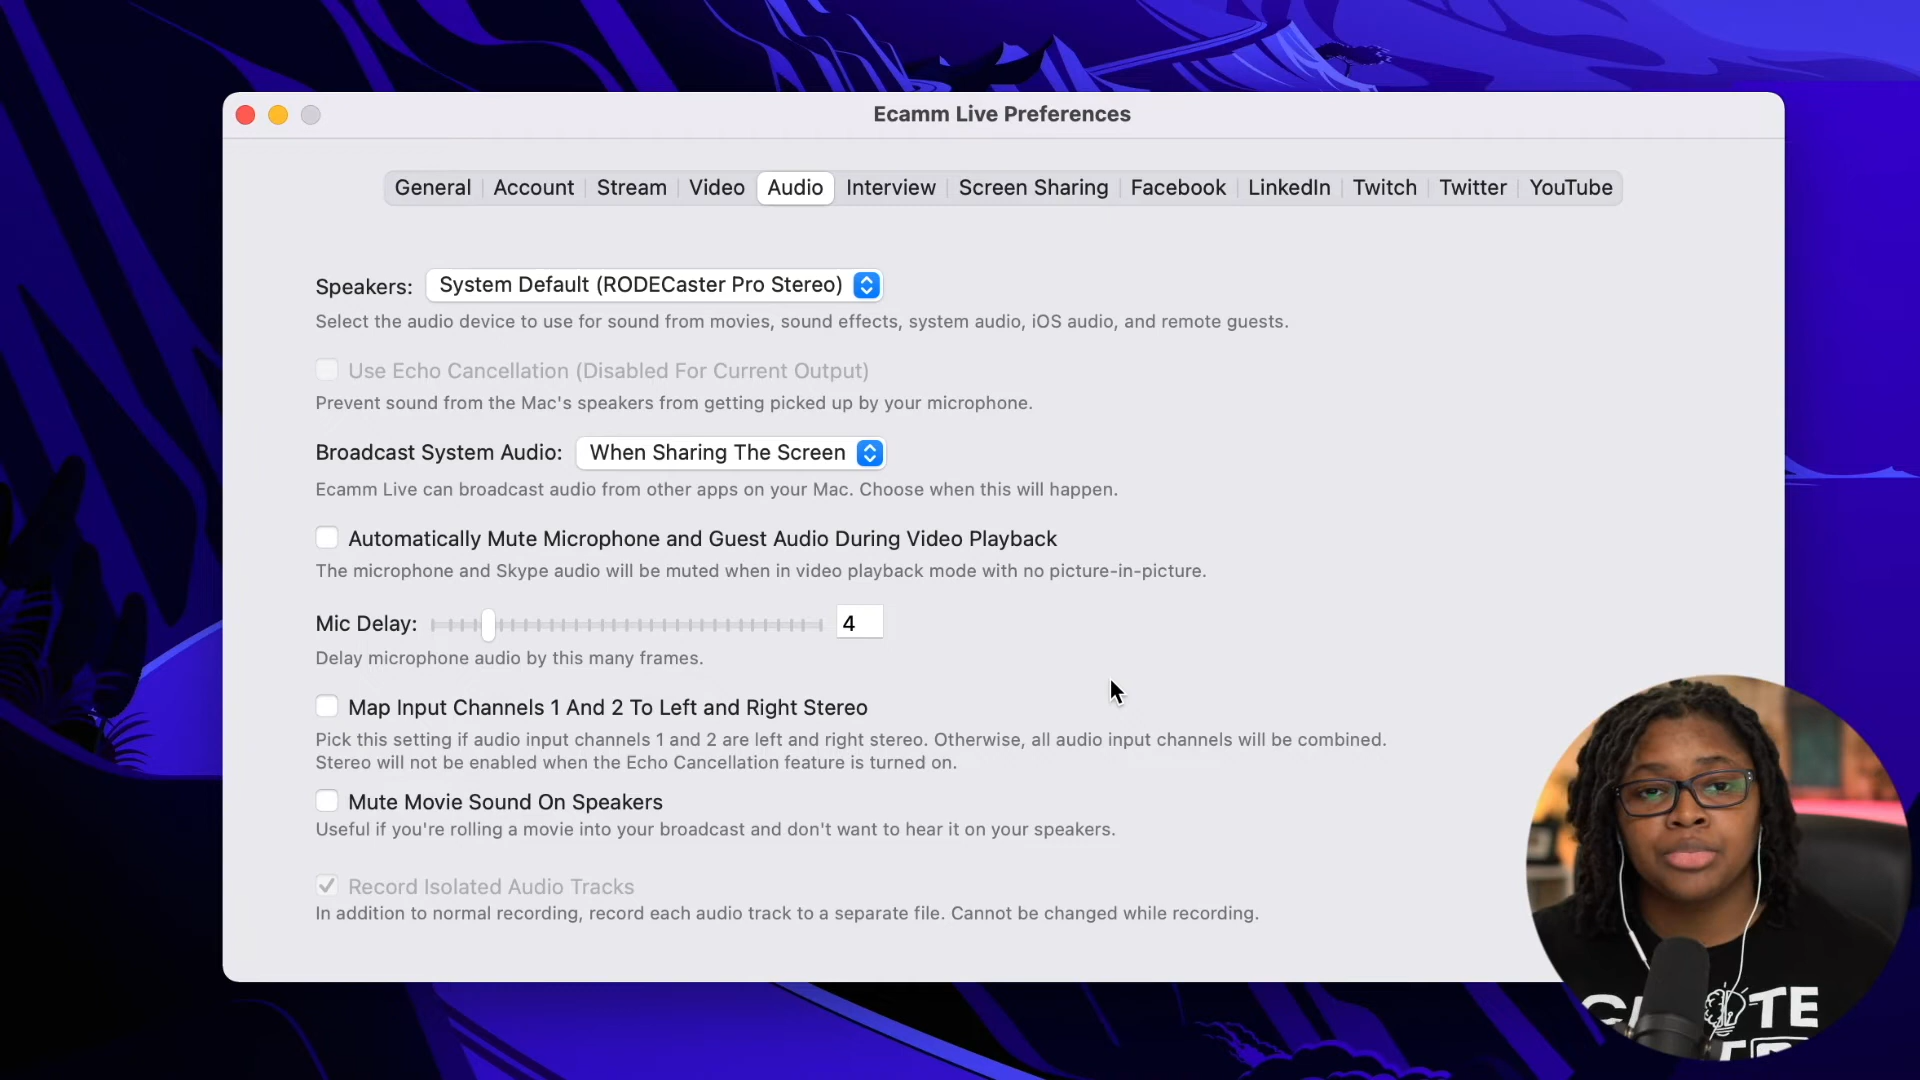 Ecamm Live Preferences
General Account Stream Video Audio Interview Screen Sharing Facebook LinkedIn Twitch Twitter YouTube
Speakers: System Default (RODECaster Pro Stereo)
Select the audio device to use for sound from movies, sound effects, system audio, iOS audio, and remote guests.
Use Echo Cancellation (Disabled For Current Output)
Prevent sound from the Mac's speakers from getting picked up by your microphone.
Broadcast System Audio: When Sharing The Screen
Ecamm Live can broadcast audio from other apps on your Mac. Choose when this will happen.
Automatically Mute Microphone and Guest Audio During Video Playback
The microphone and Skype audio will be muted when in video playback mode with no picture-in-picture.
Mic Delay: 4
Delay microphone audio by this many frames.
Map Input Channels 1 And 2 To Left and Right Stereo
Pick this setting if audio input channels 1 and 2 are left and right stereo. Otherwise, all audio input channels will be combined.
Stereo will not be enabled when the Echo Cancellation feature is turned on.
Mute Movie Sound On Speakers
Useful if you're rolling a movie into your broadcast and don't want to hear it on your speakers.
Record Isolated Audio Tracks
In addition to normal recording, record each audio track to a separate file. Cannot be changed while recording.